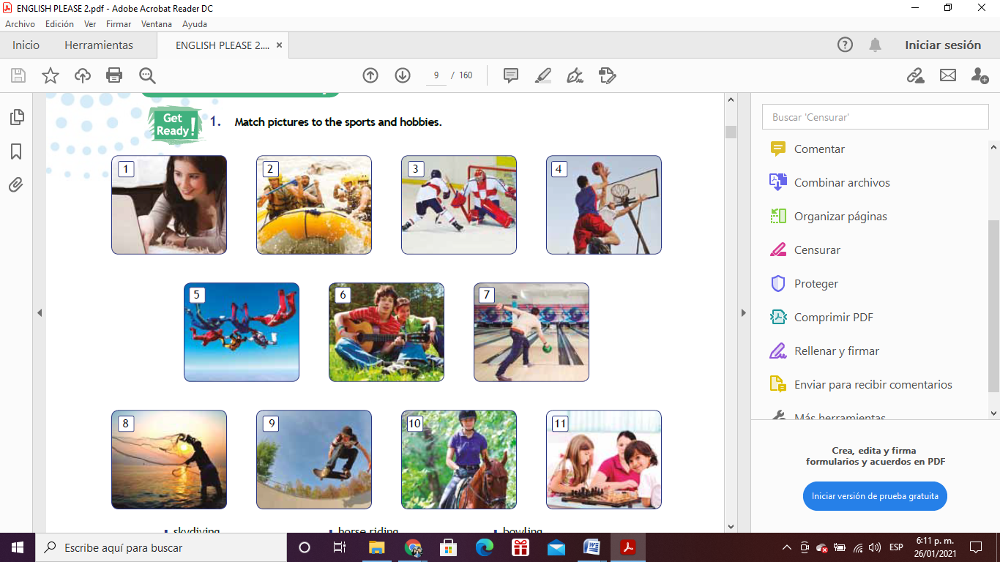 ENGLISH PLEASE 2.pdf - Adobe Acrobat Reader DC
Archivo Edición Ver Firmar Ventana Ayuda
Inicio Herramientas ENGLISH PLEASE 2.... × Iniciar sesión
9 / 160
Get Ready!
1. Match pictures to the sports and hobbies.
1 2 3 4
5 6 7
8 9 10 11
• skydiving • horse riding • bowling
Buscar 'Censurar'
Comentar
Combinar archivos
Organizar páginas
Censurar
Proteger
Comprimir PDF
Rellenar y firmar
Enviar para recibir comentarios
Más herramientas
Crea, edita y firma
formularios y acuerdos en PDF
Iniciar versión de prueba gratuita
Escribe aquí para buscar
ESP
6:11 p. m.
26/01/2021